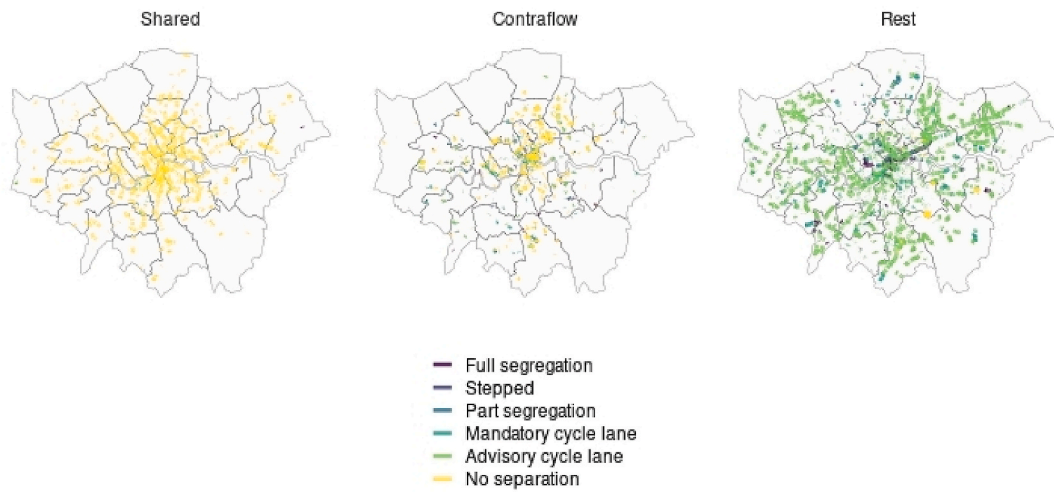 Shared
Contraflow
Rest
Full segregation
Stepped
Part segregation
Mandatory cycle lane
Advisory cycle lane
No separation